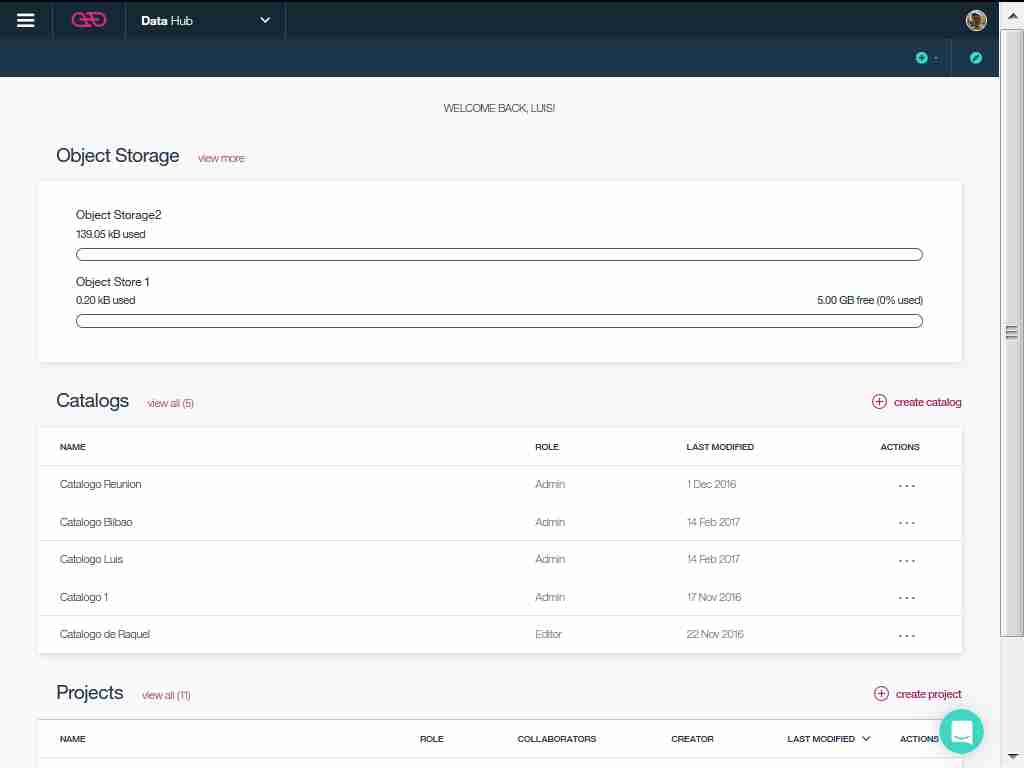 Data Hub
WELCOME BACK, LUIS!
Object Storage view more
Object Storage2
139.05 kB used
Object Store 1
0.20 kB used 5.00 GB free (0% used)
Catalogs view all (5) create catalog
NAME ROLE LAST MODIFIED ACTIONS
Catalogo Reunion Admin 1 Dec 2016
Catalogo Bilbao Admin 14 Feb 2017
Catologo Luis Admin 14 Feb 2017
Catalogo 1 Admin 17 Nov 2016
Catalogo de Raquel Editor 22 Nov 2016
Projects view all (11) create project
NAME ROLE COLLABORATORS CREATOR LAST MODIFIED ACTIONS